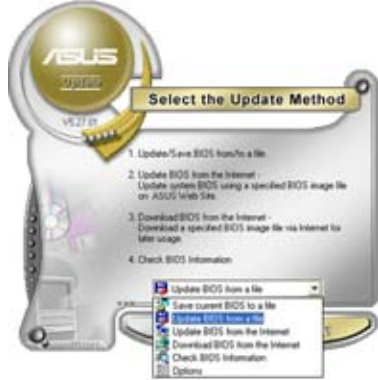 ASUS
Update
V5.27.01
Select the Update Method
1. Update/Save BIOS from/to a file.
2. Update BIOS from the Internet -
Update system BIOS using a specified BIOS image file
on ASUS Web Site.
3. Download BIOS from the Internet -
Download a specified BIOS image file via Internet for
later usage.
4. Check BIOS Information
Update BIOS from a file
Save current BIOS to a file
Update BIOS from a file
Update BIOS from the Internet
Download BIOS from the Internet
Check BIOS Information
Options